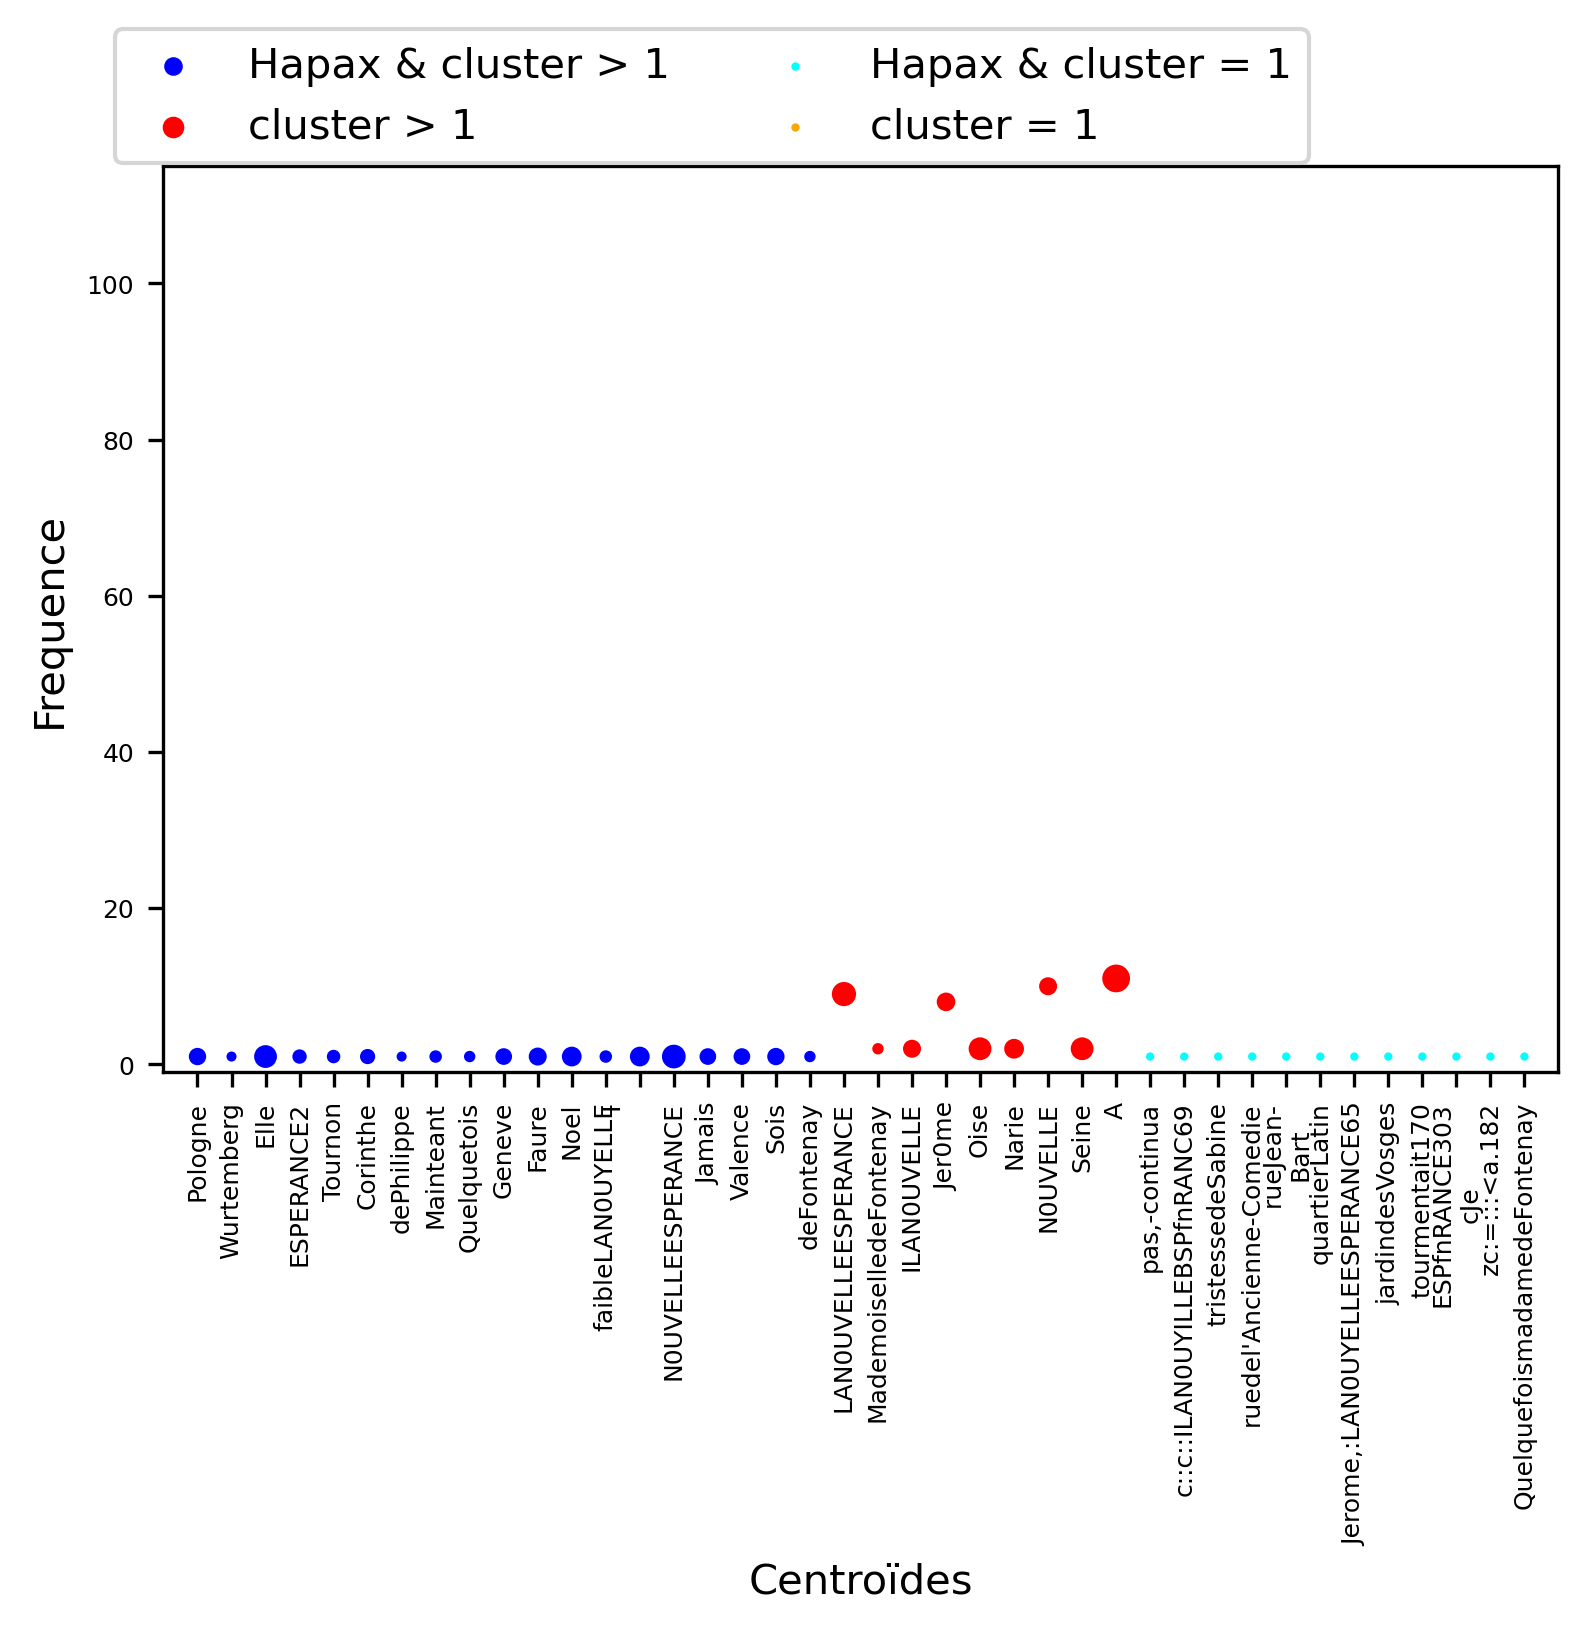 Hapax & cluster > 1
cluster > 1
Hapax & cluster = 1
cluster = 1
Frequence
100
80
60
40
20
0
Pologne
Wurtemberg
Elle
ESPERANCE2
Tournon
Corinthe
dePhilippe
Mainteant
Quelquetois
Geneve
Faure
Noel
faibleLAN0UYELLE
T
N0UVELLEESPERANCE
Jamais
Valence
Sois
deFontenay
LAN0UVELLEESPERANCE
MademoiselledeFontenay
ILAN0UVELLE
Jer0me
Oise
Narie
N0UVELLE
Seine
A
pas,-continua
c::c::ILAN0UYILLEBSPfnRANC69
tristessedeSabine
ruedel'Ancienne-Comedie
rueJean-
Bart
quartierLatin
Jerome,:LAN0UYELLEESPERANCE65
jardindesVosges
tourmentait170
ESPfnRANCE303
cJe
zc:=:::<a.182
QuelquefoismadamedeFontenay
Centroïdes